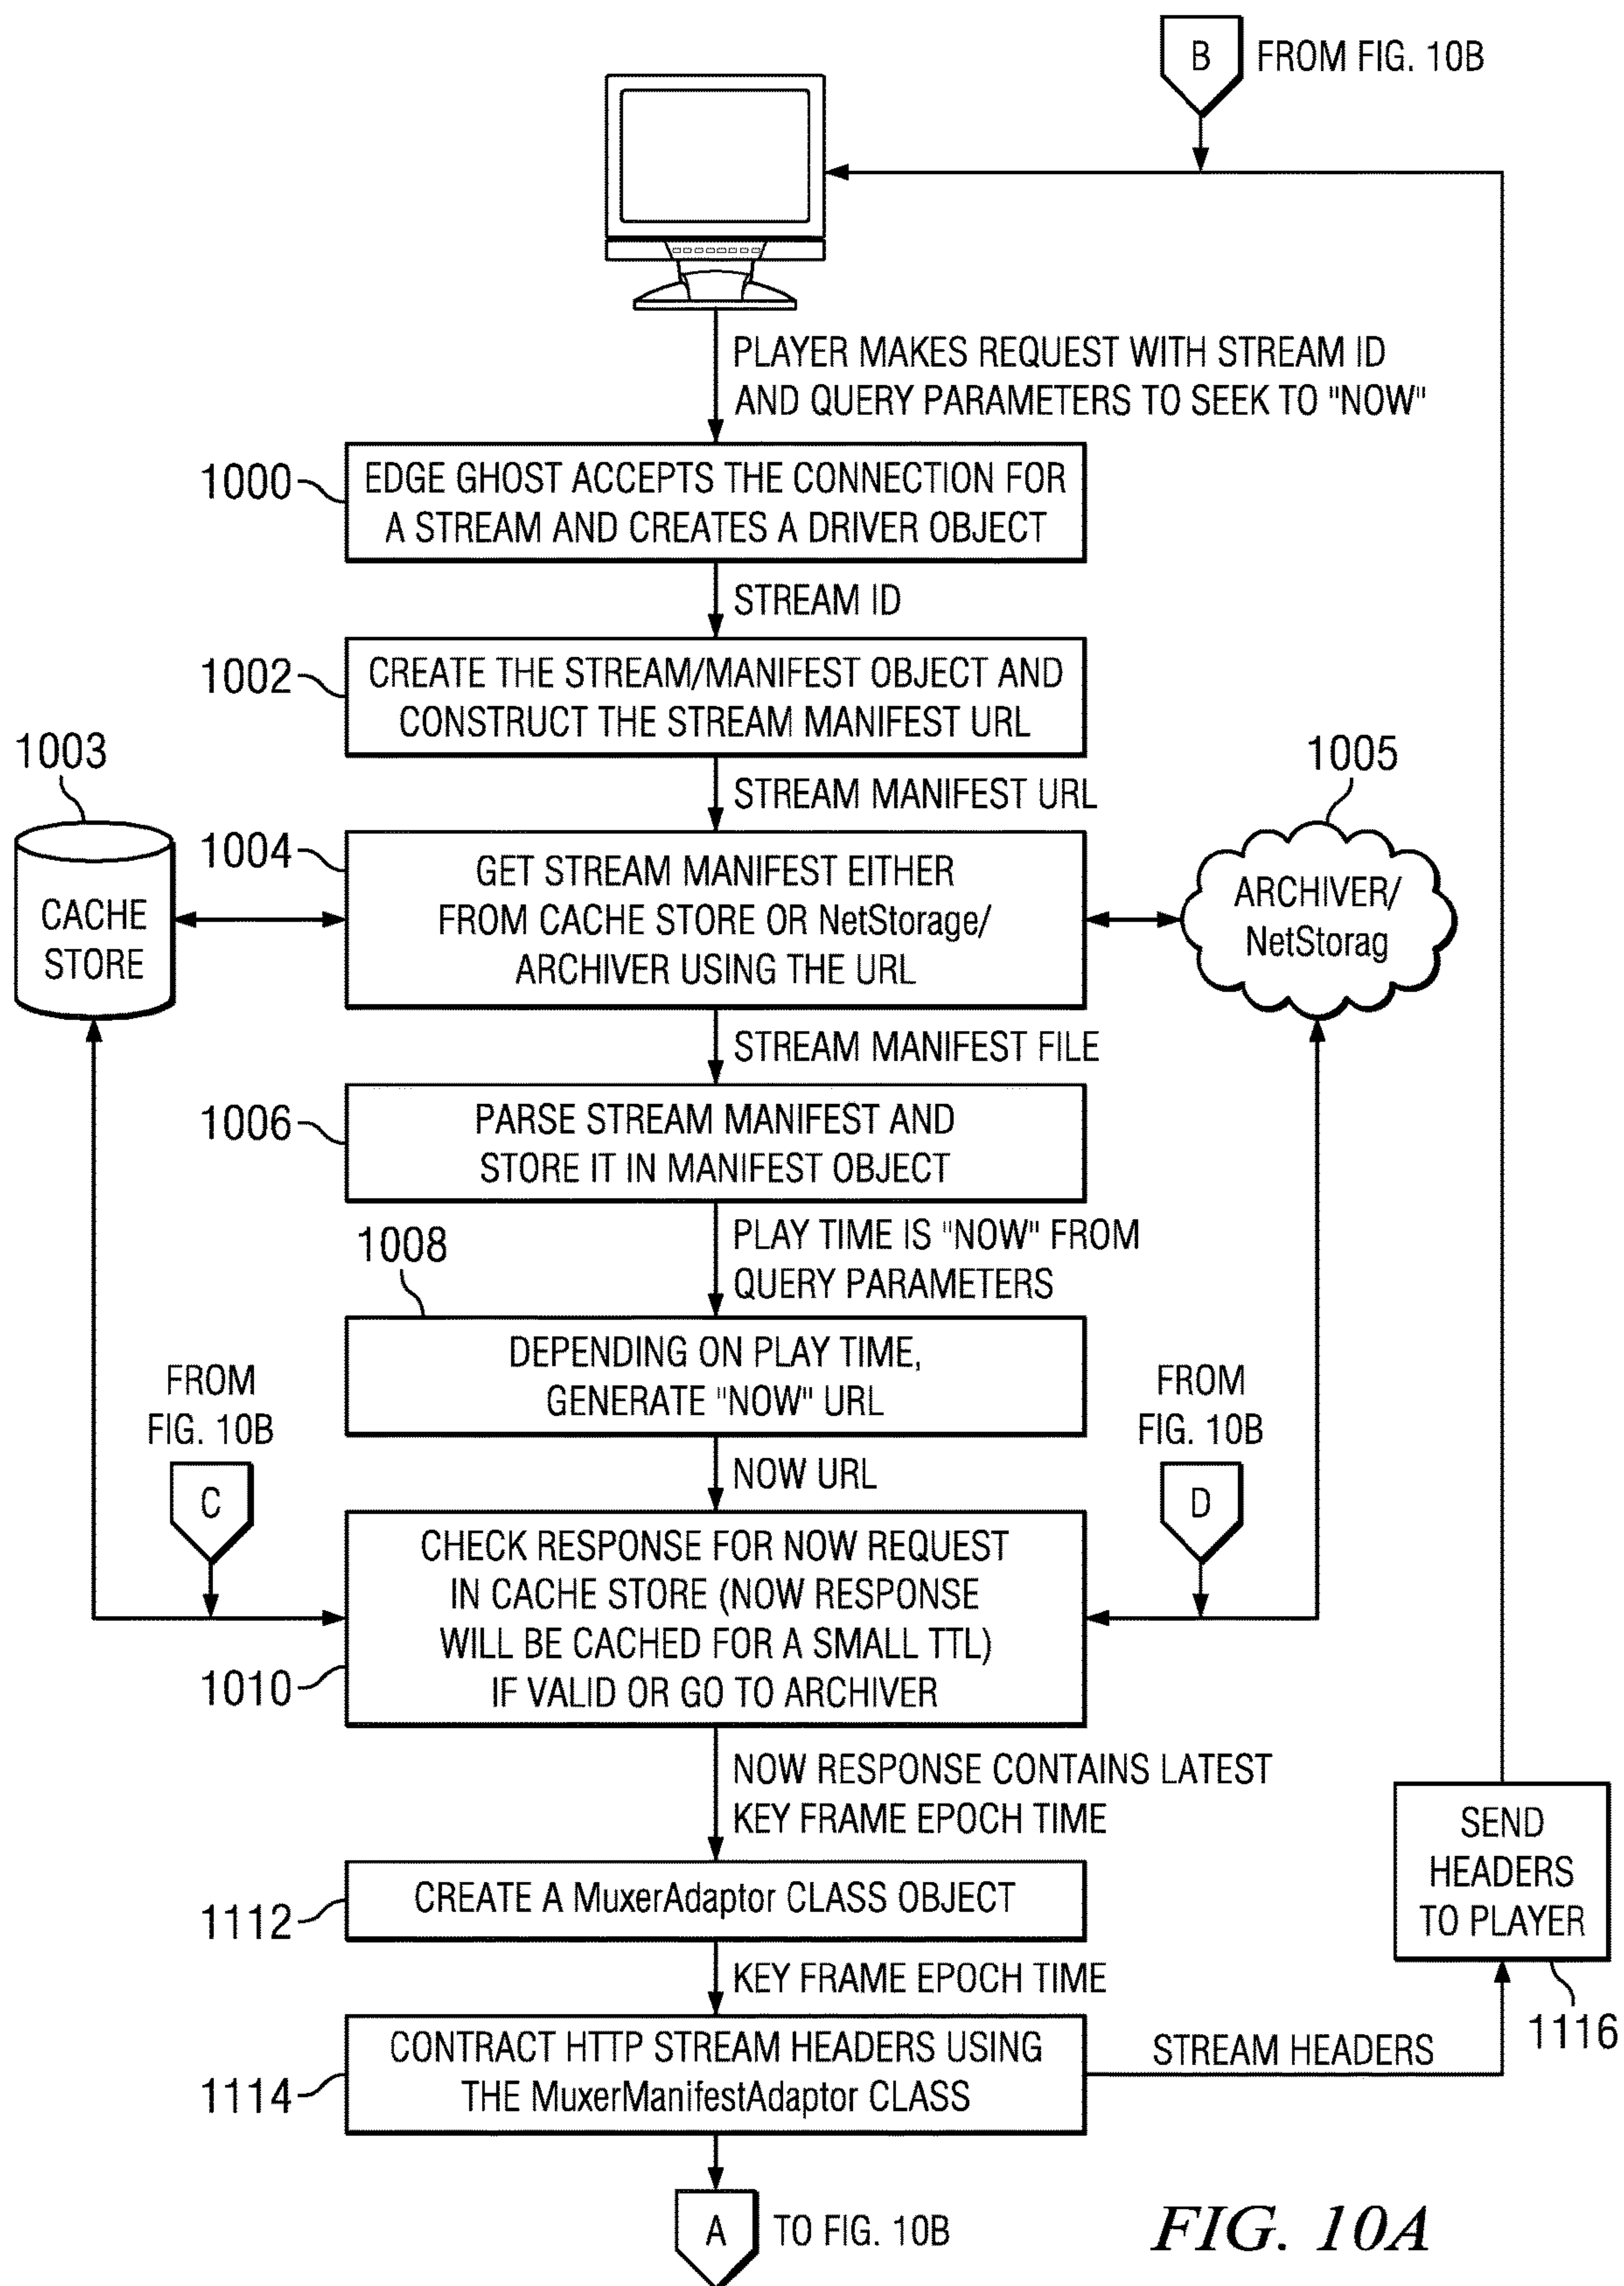 B
FROM FIG. 10B
PLAYER MAKES REQUEST WITH STREAM ID
AND QUERY PARAMETERS TO SEEK TO "NOW"
1000
EDGE GHOST ACCEPTS THE CONNECTION FOR
A STREAM AND CREATES A DRIVER OBJECT
STREAM ID
1002
CREATE THE STREAM/MANIFEST OBJECT AND
CONSTRUCT THE STREAM MANIFEST URL
STREAM MANIFEST URL
1003
CACHE
STORE
1004
GET STREAM MANIFEST EITHER
FROM CACHE STORE OR NetStorage/
ARCHIVER USING THE URL
1005
ARCHIVER/
NetStorag
STREAM MANIFEST FILE
1006
PARSE STREAM MANIFEST AND
STORE IT IN MANIFEST OBJECT
PLAY TIME IS "NOW" FROM
QUERY PARAMETERS
1008
DEPENDING ON PLAY TIME,
GENERATE "NOW" URL
NOW URL
FROM
FIG. 10B
C
FROM
FIG. 10B
D
CHECK RESPONSE FOR NOW REQUEST
IN CACHE STORE (NOW RESPONSE
WILL BE CACHED FOR A SMALL TTL)
IF VALID OR GO TO ARCHIVER
1010
NOW RESPONSE CONTAINS LATEST
KEY FRAME EPOCH TIME
CREATE A MuxerAdaptor CLASS OBJECT
1112
KEY FRAME EPOCH TIME
CONTRACT HTTP STREAM HEADERS USING
THE MuxerManifestAdaptor CLASS
1114
STREAM HEADERS
SEND
HEADERS
TO PLAYER
1116
A
TO FIG. 10B
FIG. 10A